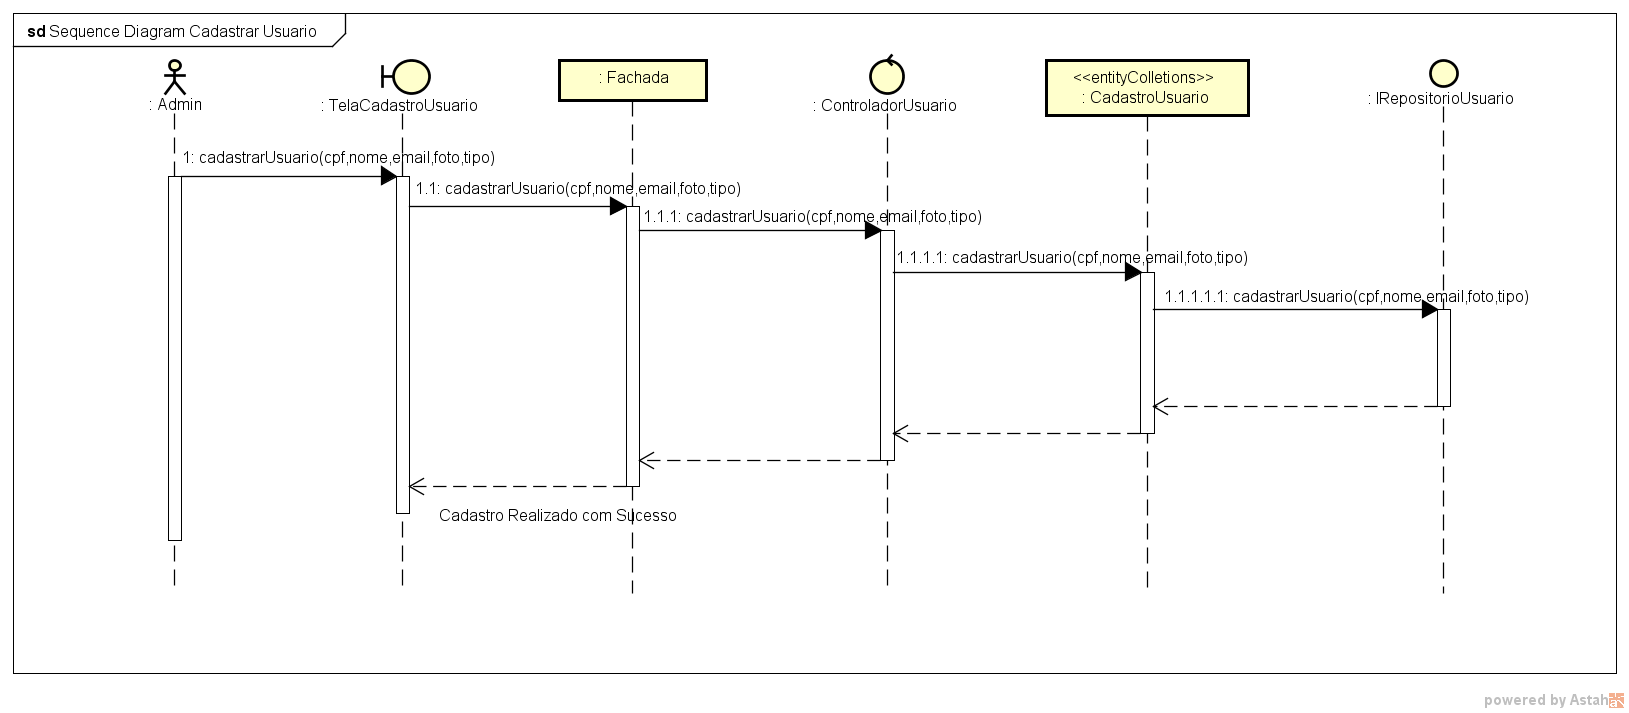 sd Sequence Diagram Cadastrar Usuario
: Admin
: TelaCadastroUsuario
: Fachada
: ControladorUsuario
<<entityColletions>>
: CadastroUsuario
: IRepositorioUsuario
1: cadastrarUsuario(cpf,nome,email,foto,tipo)
1.1: cadastrarUsuario(cpf,nome,email,foto,tipo)
1.1.1: cadastrarUsuario(cpf,nome,email,foto,tipo)
1.1.1.1: cadastrarUsuario(cpf,nome,email,foto,tipo)
1.1.1.1.1: cadastrarUsuario(cpf,nome,email,foto,tipo)
Cadastro Realizado com Sucesso
powered by Astah